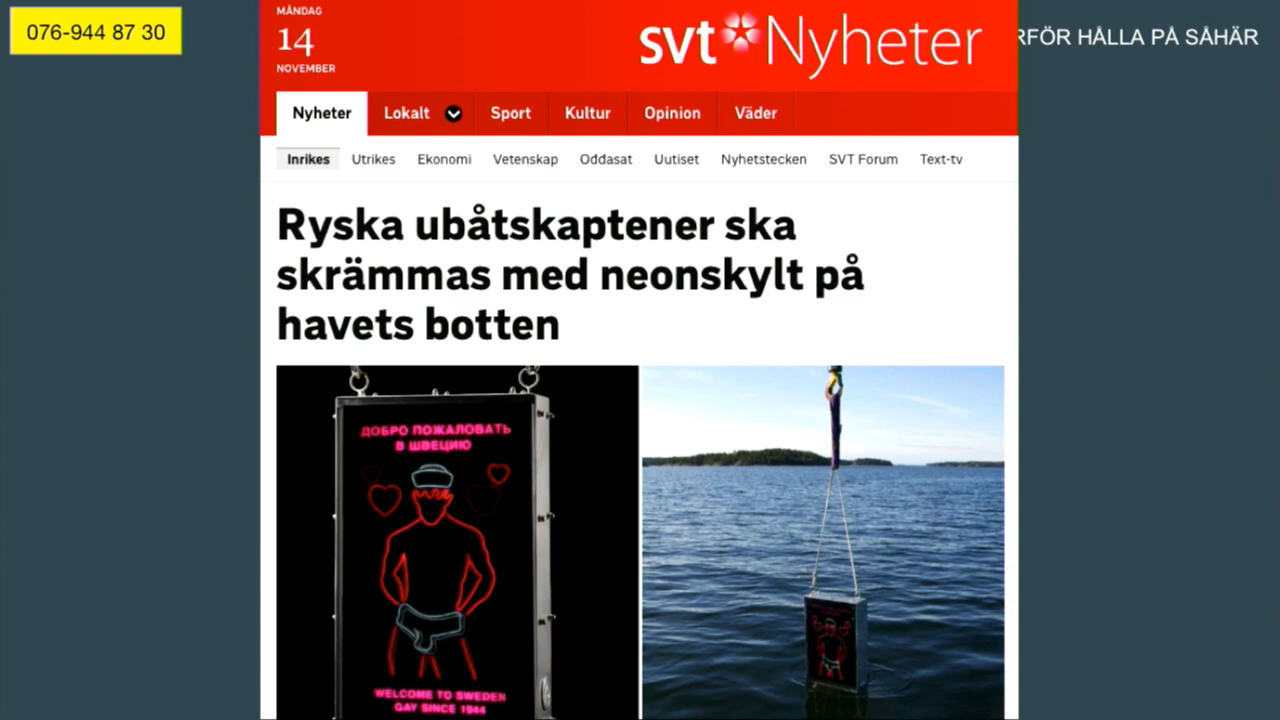 076-944 87 30
RFÖR HÅLLA PÅ SÅHÄR
MÅNDAG
14
NOVEMBER
svt Nyheter
Nyheter Lokalt Sport Kultur Opinion Väder
Inrikes Utrikes Ekonomi Vetenskap Ođđasat Uutiset Nyhetstecken SVT Forum Text-tv
Ryska ubåtskaptener ska
skrämmas med neonskylt på
havets botten
ДОБРО ПОЖАЛОВАТЬ
В ШВЕЦИЮ
WELCOME TO SWEDEN
GAY SINCE 1944